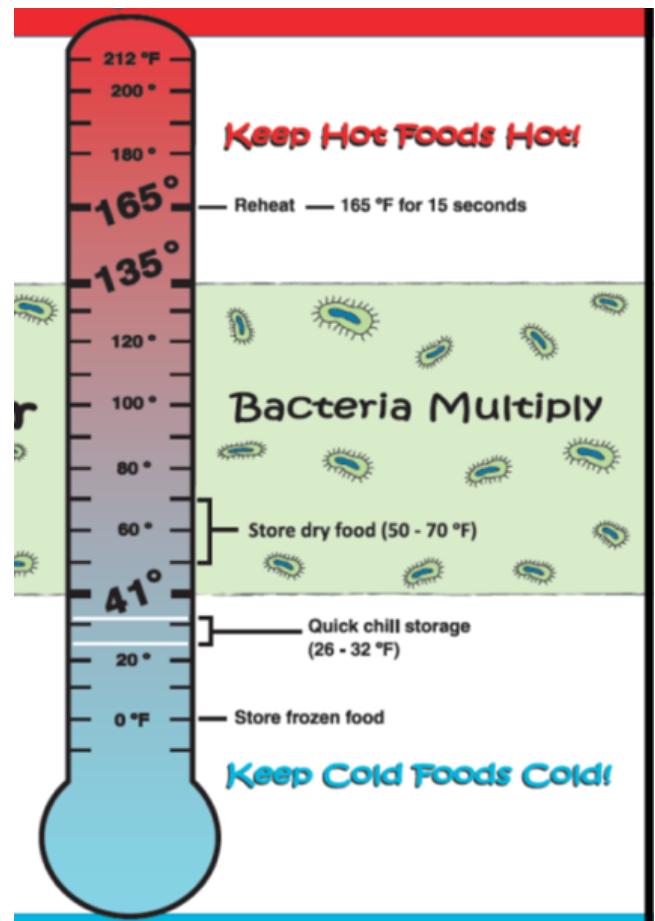 212 °F
200 °
Keep Hot Foods Hot!
180 °
165°
Reheat — 165 °F for 15 seconds
135°
120 °
r
100 °
Bacteria Multiply
80 °
60 °
Store dry food (50 - 70 °F)
41°
Quick chill storage
(26 - 32 °F)
20 °
0 °F
Store frozen food
Keep Cold Foods Cold!